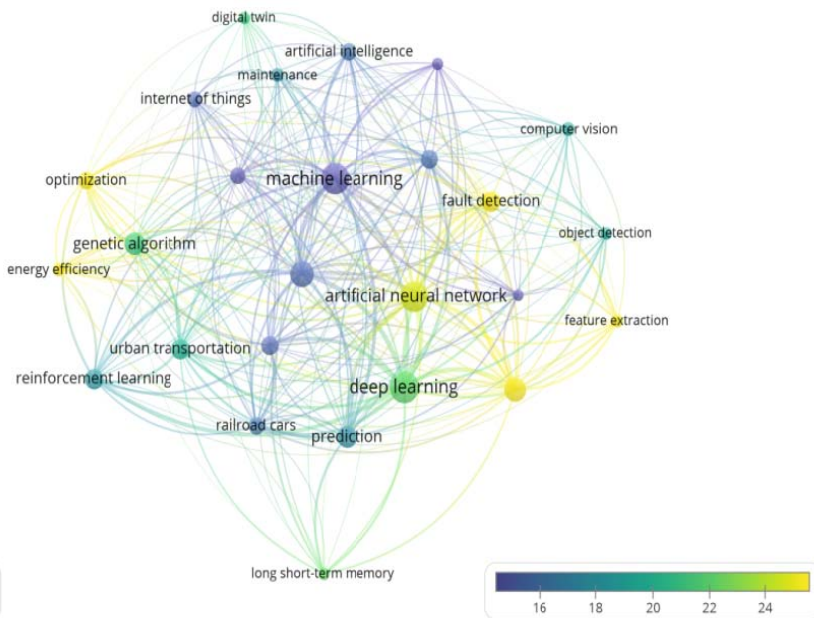 digital twin
artificial intelligence
maintenance
internet of things
computer vision
optimization
machine learning
fault detection
genetic algorithm
object detection
energy efficiency
artificial neural network
feature extraction
urban transportation
reinforcement learning
deep learning
railroad cars
prediction
long short-term memory
16 18 20 22 24